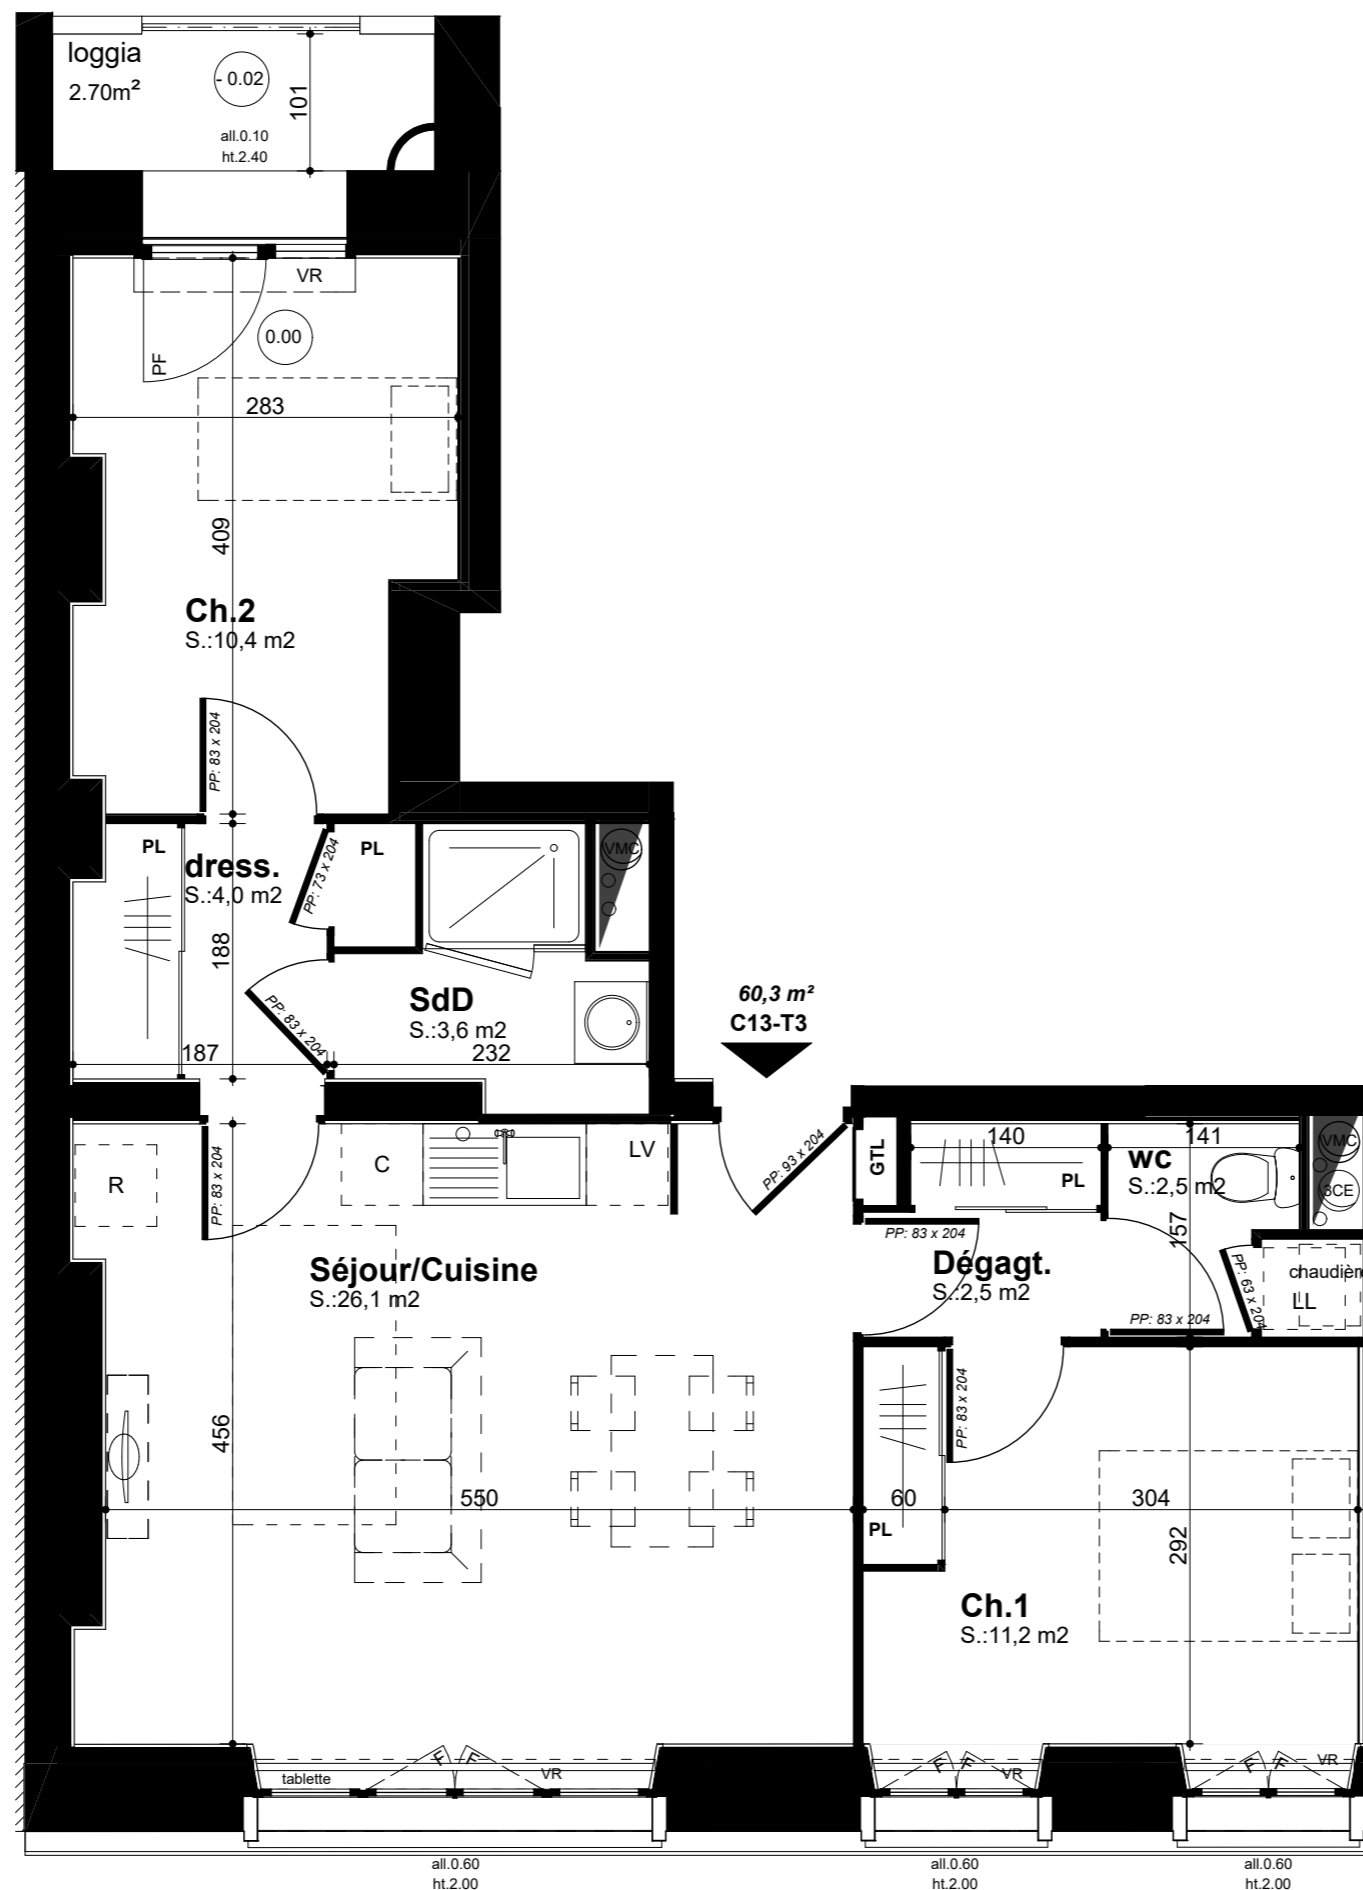 loggia
2.70m²
- 0.02
101
all.0.10
ht.2.40
VR
PF
0.00
283
409
Ch.2
S.:10,4 m2
PP: 83 x 204
PL
dress.
S.:4,0 m2
PP: 73 x 204
PL
VMC
188
SdD
S.:3,6 m2
PP: 83 x 204
187
232
60,3 m²
C13-T3
R
PP: 83 x 204
C
LV
PP: 93 x 204
GTL
140
PL
141
wc
S.:2,5 m2
157
VMC
3CE
PP: 83 x 204
Dégagt.
S.:2,5 m2
PP: 83 x 204
PP: 63 x 204
chaudière
LL
Séjour/Cuisine
S.:26,1 m2
456
550
PP: 83 x 204
60
PL
304
292
Ch.1
S.:11,2 m2
tablette
F
F
VR
F
F
VR
F
F
VR
all.0.60
ht.2.00
all.0.60
ht.2.00
all.0.60
ht.2.00